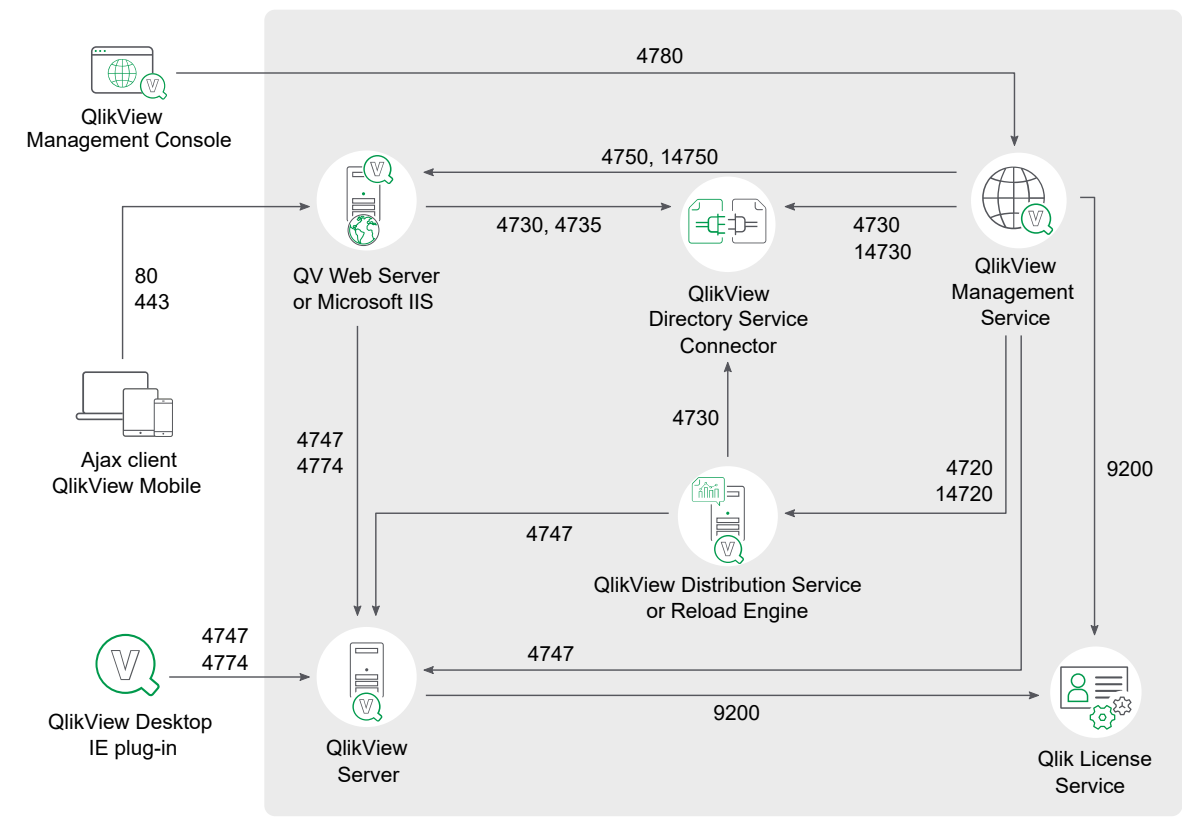 4780
QlikView
Management Console
4750, 14750
4730, 4735
4730
14730
QV Web Server
or Microsoft IIS
QlikView
Directory Service
Connector
QlikView
Management
Service
80
443
Ajax client
QlikView Mobile
4747
4774
4730
4720
14720
9200
4747
QlikView Distribution Service
or Reload Engine
4747
4774
4747
QlikView Desktop
IE plug-in
QlikView
Server
9200
Qlik License
Service